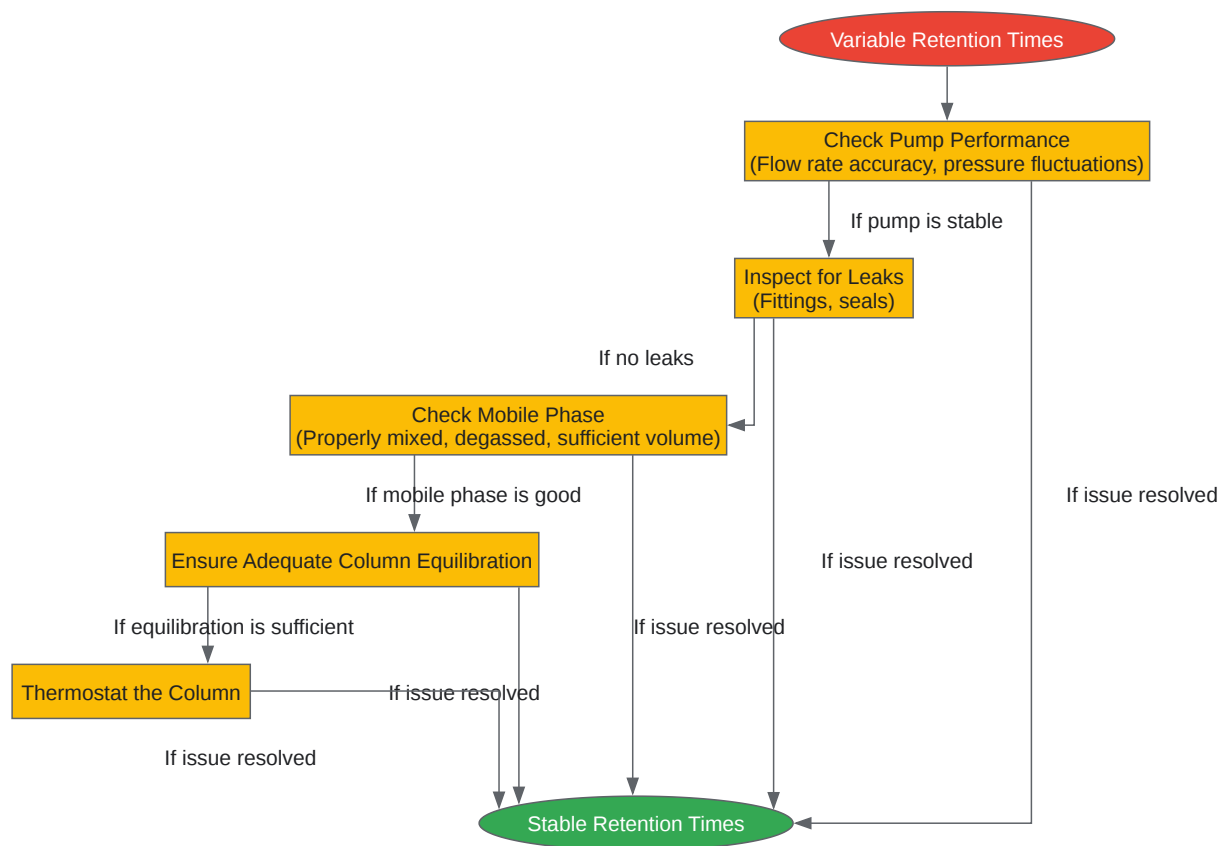 Variable Retention Times
Check Pump Performance
(Flow rate accuracy, pressure fluctuations)
If pump is stable
Inspect for Leaks
(Fittings, seals)
If no leaks
Check Mobile Phase
(Properly mixed, degassed, sufficient volume)
If mobile phase is good
If issue resolved
Ensure Adequate Column Equilibration
If issue resolved
If equilibration is sufficient
If issue resolved
Thermostat the Column
If issue resolved
If issue resolved
Stable Retention Times